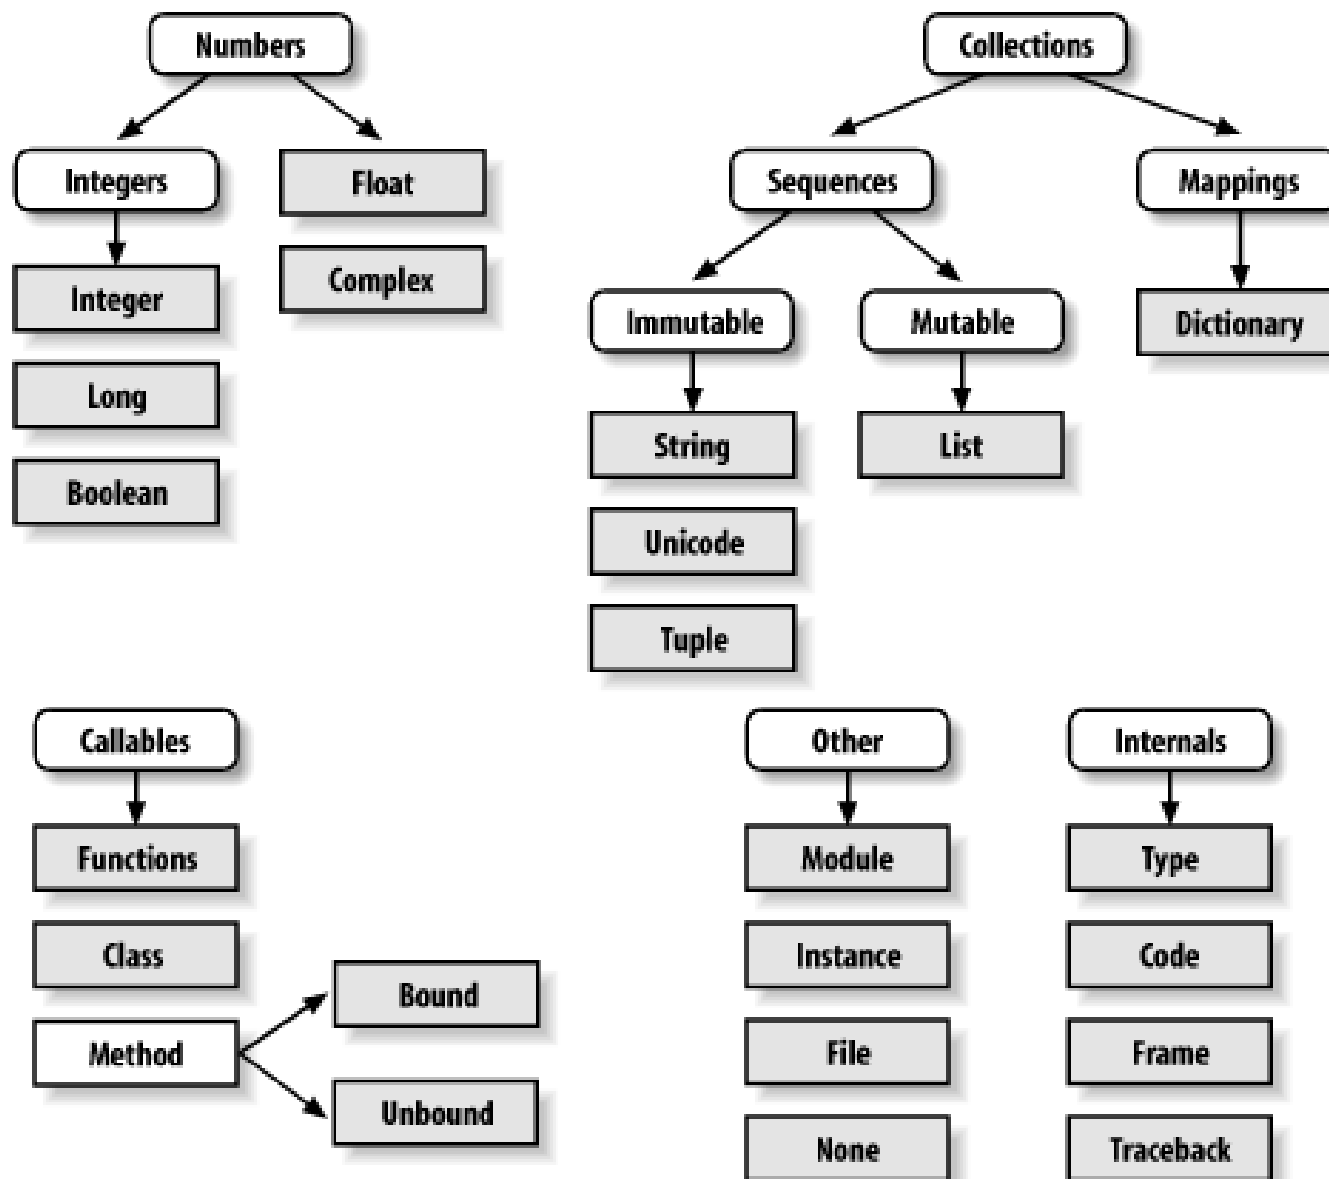 Numbers
Collections
Integers
Float
Sequences
Mappings
Integer
Complex
Immutable
Mutable
Dictionary
Long
String
List
Boolean
Unicode
Tuple
Callables
Other
Internals
Functions
Module
Type
Class
Instance
Code
Bound
Method
File
Frame
Unbound
None
Traceback